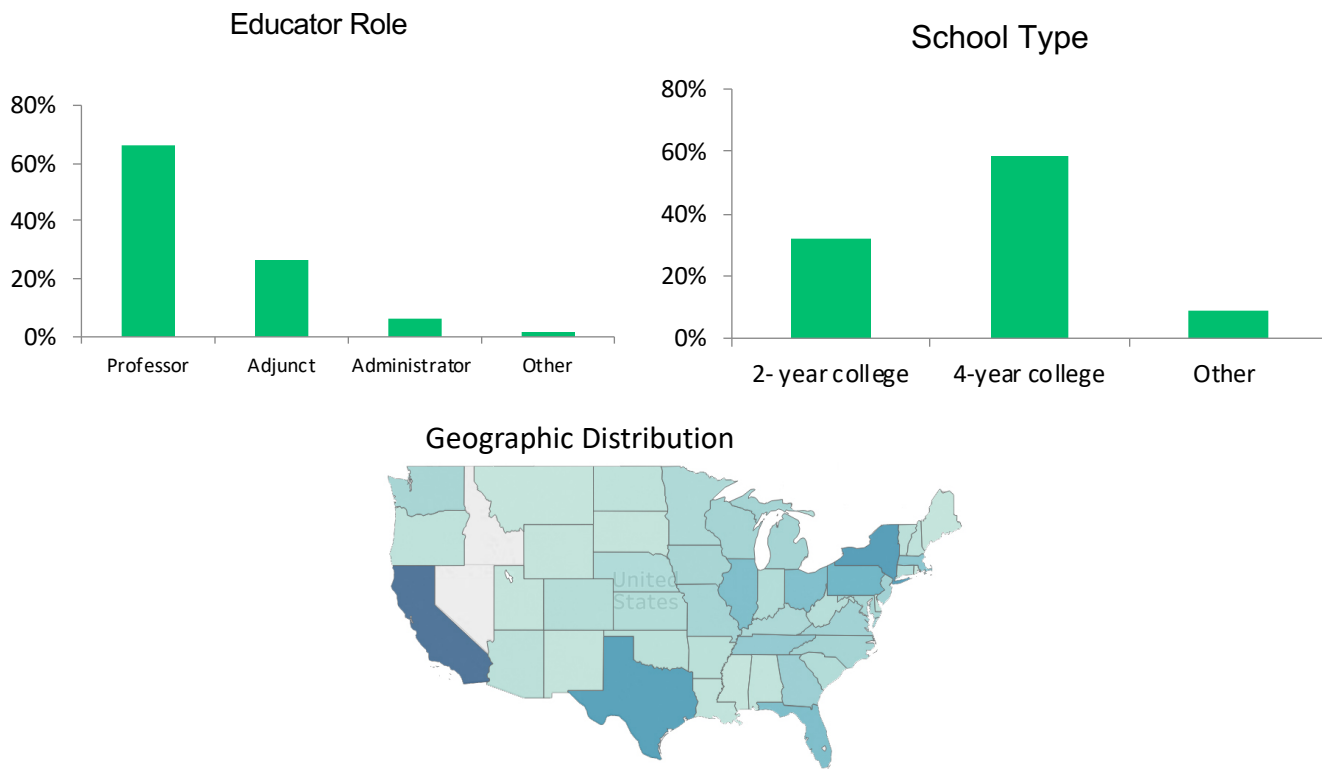 Educator Role
80%
60%
40%
20%
0%
Professor Adjunct Administrator Other
School Type
80%
60%
40%
20%
0%
2- year college 4-year college Other
Geographic Distribution
United
States